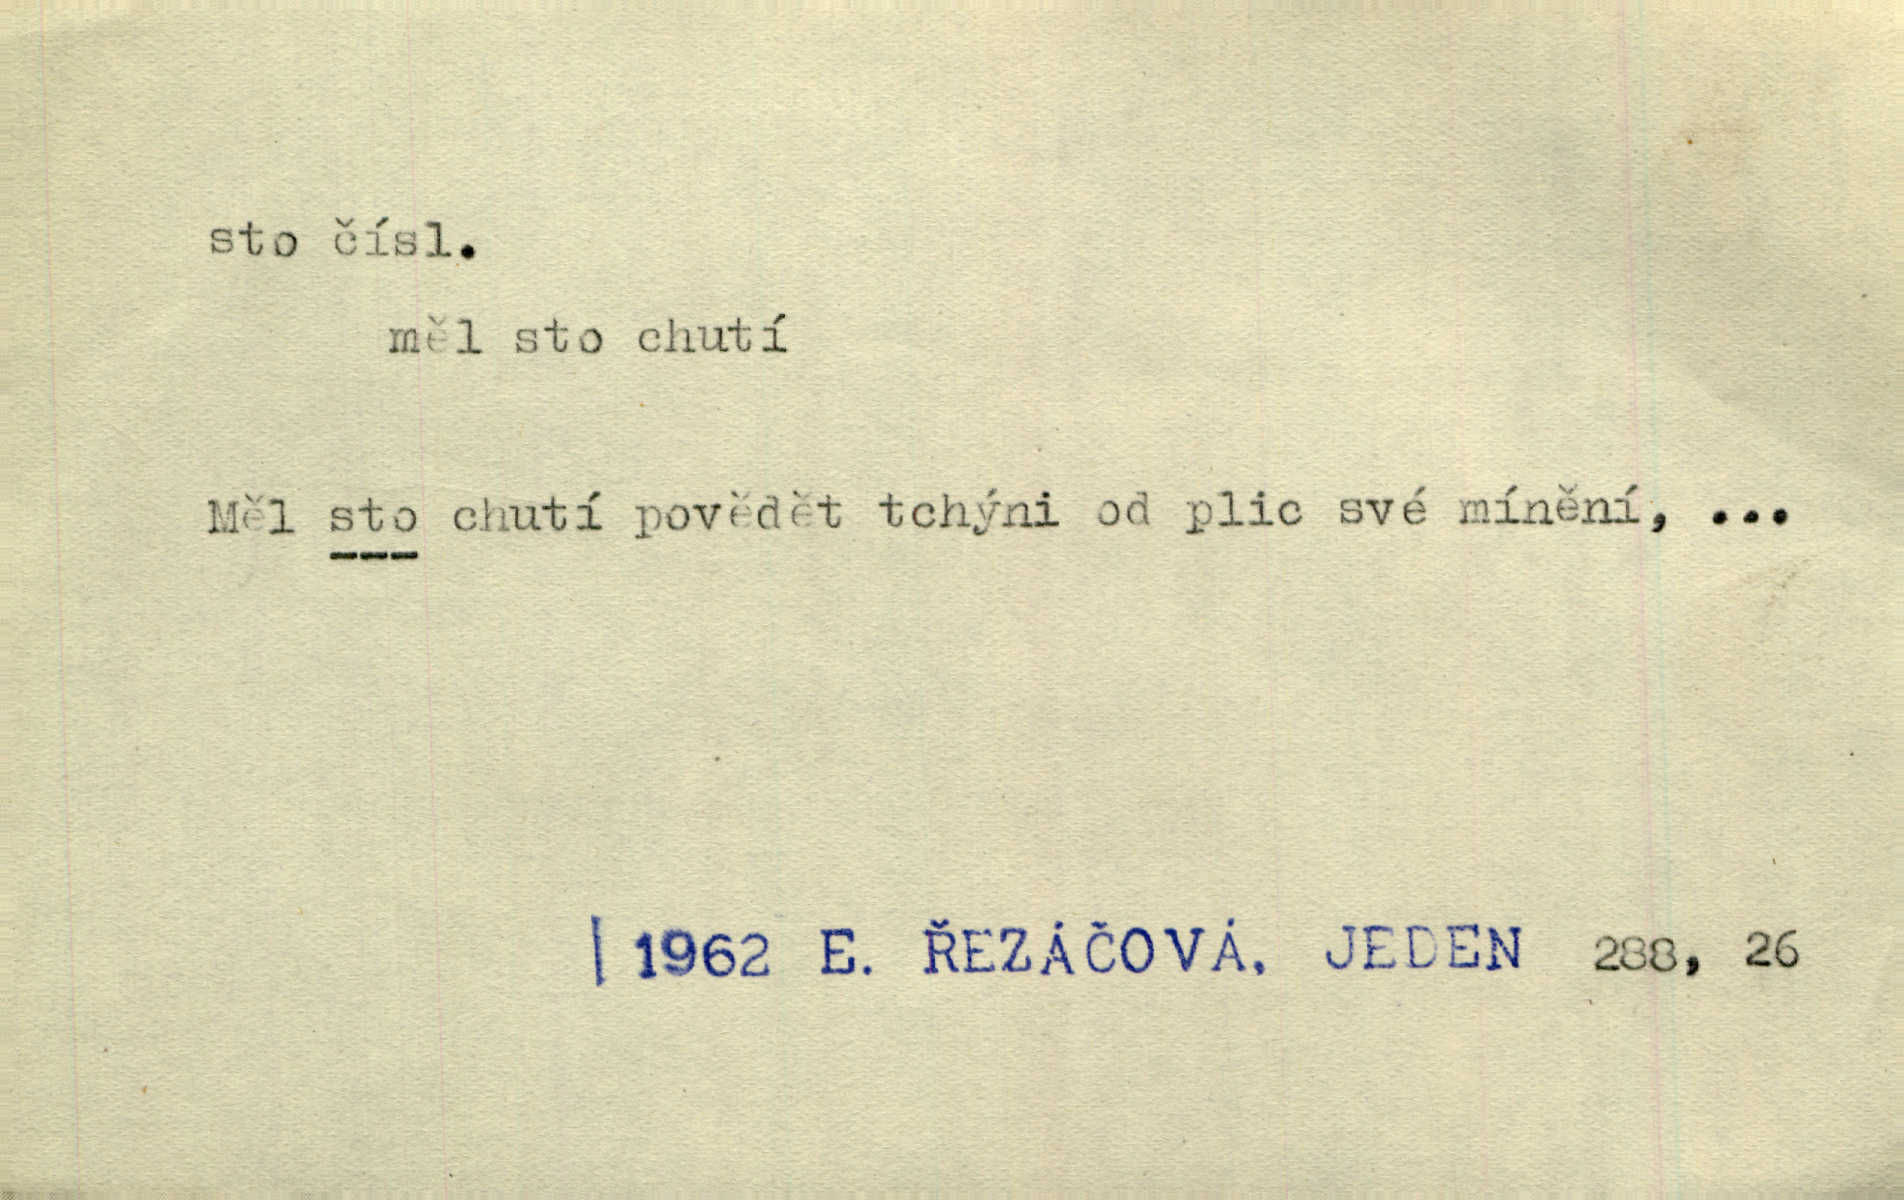 sto čísl.
měl sto chutí
Měl sto chutí povědět tchýni od plic své mínění, ...
| 1962 E. ŘEZÁČOVÁ. JEDEN 288, 26